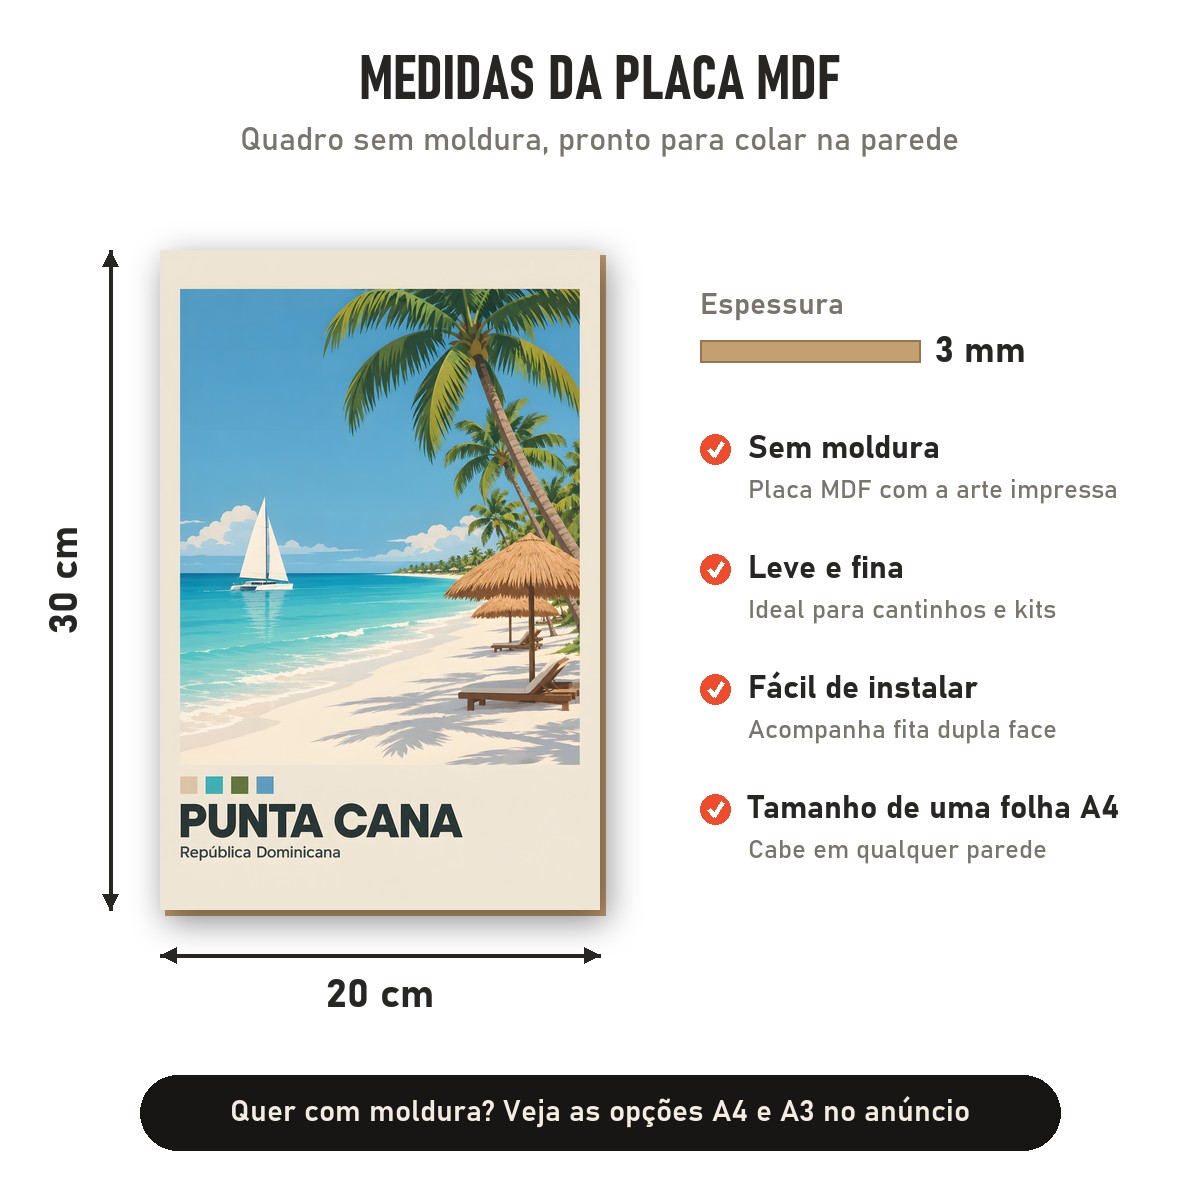 MEDIDAS DA PLACA MDF
Quadro sem moldura, pronto para colar na parede
30 cm
PUNTA CANA
República Dominicana
20 cm
Espessura
3 mm
Sem moldura
Placa MDF com a arte impressa
Leve e fina
Ideal para cantinhos e kits
Fácil de instalar
Acompanha fita dupla face
Tamanho de uma folha A4
Cabe em qualquer parede
Quer com moldura? Veja as opções A4 e A3 no anúncio